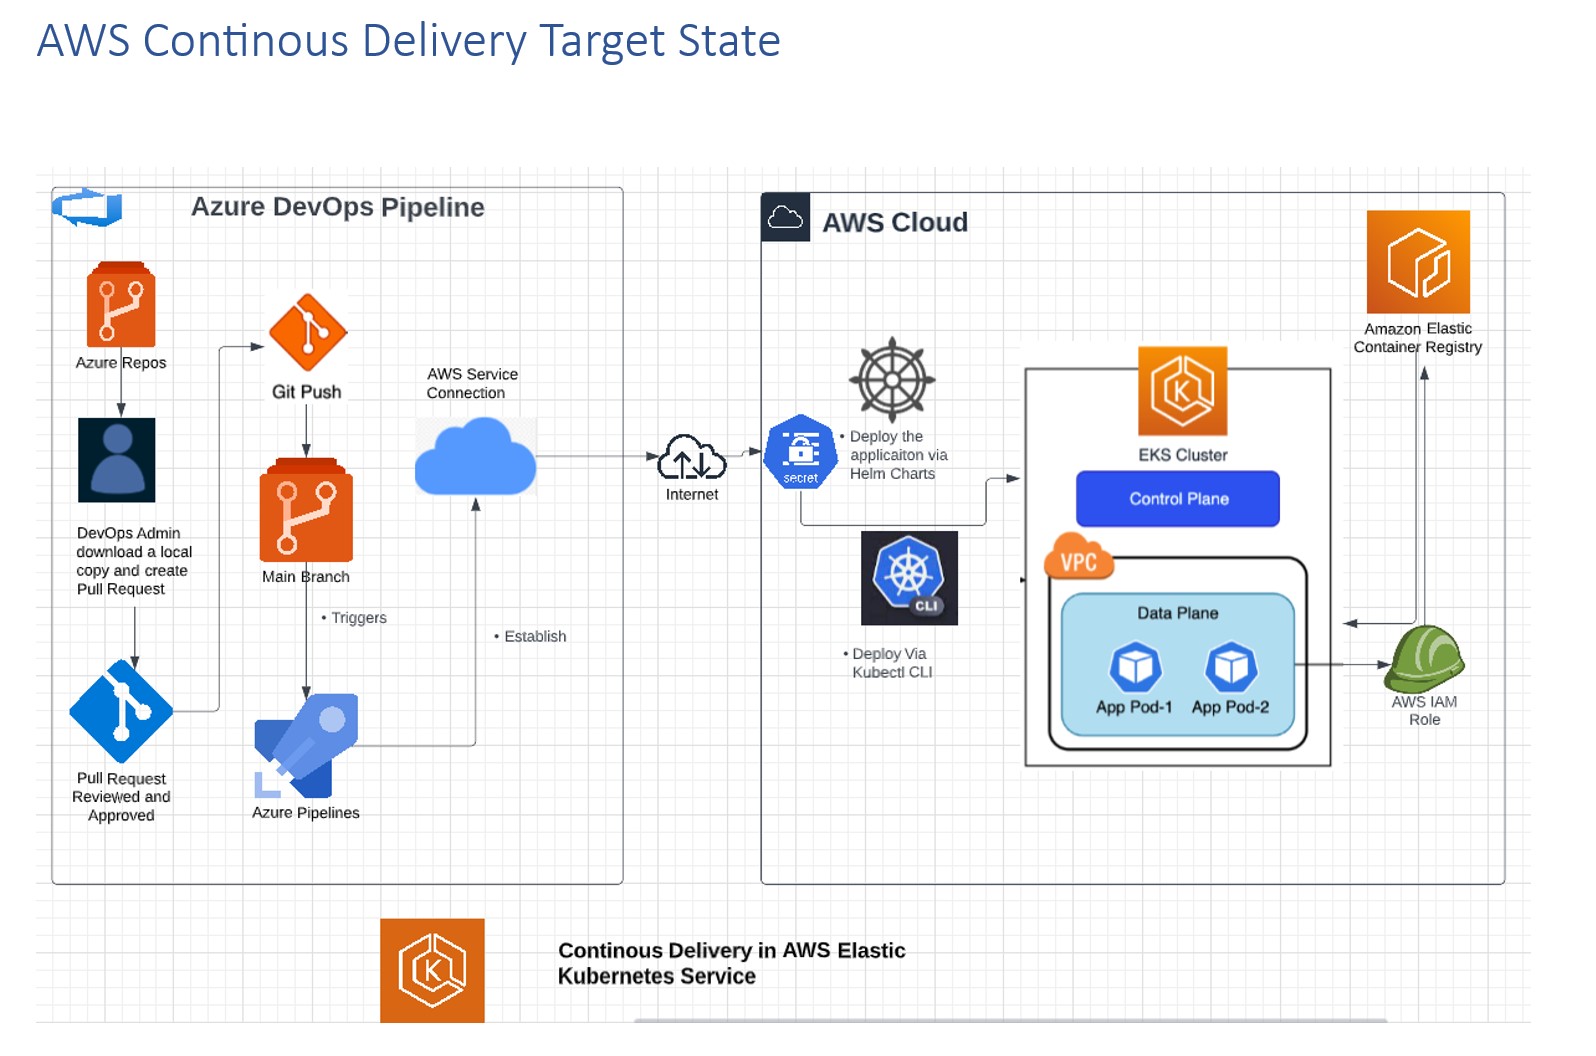 AWS Continous Delivery Target State
Azure DevOps Pipeline
Azure Repos
DevOps Admin
download a local
copy and create
Pull Request
Pull Request
Reviewed and
Approved
Git Push
Main Branch
• Triggers
Azure Pipelines
AWS Service
Connection
• Establish
Internet
AWS Cloud
secret
• Deploy the
applicaiton via
Helm Charts
CLI
• Deploy Via
Kubectl CLI
K
EKS Cluster
Control Plane
VPC
Data Plane
App Pod-1
App Pod-2
Amazon Elastic
Container Registry
AWS IAM
Role
K
Continous Delivery in AWS Elastic
Kubernetes Service